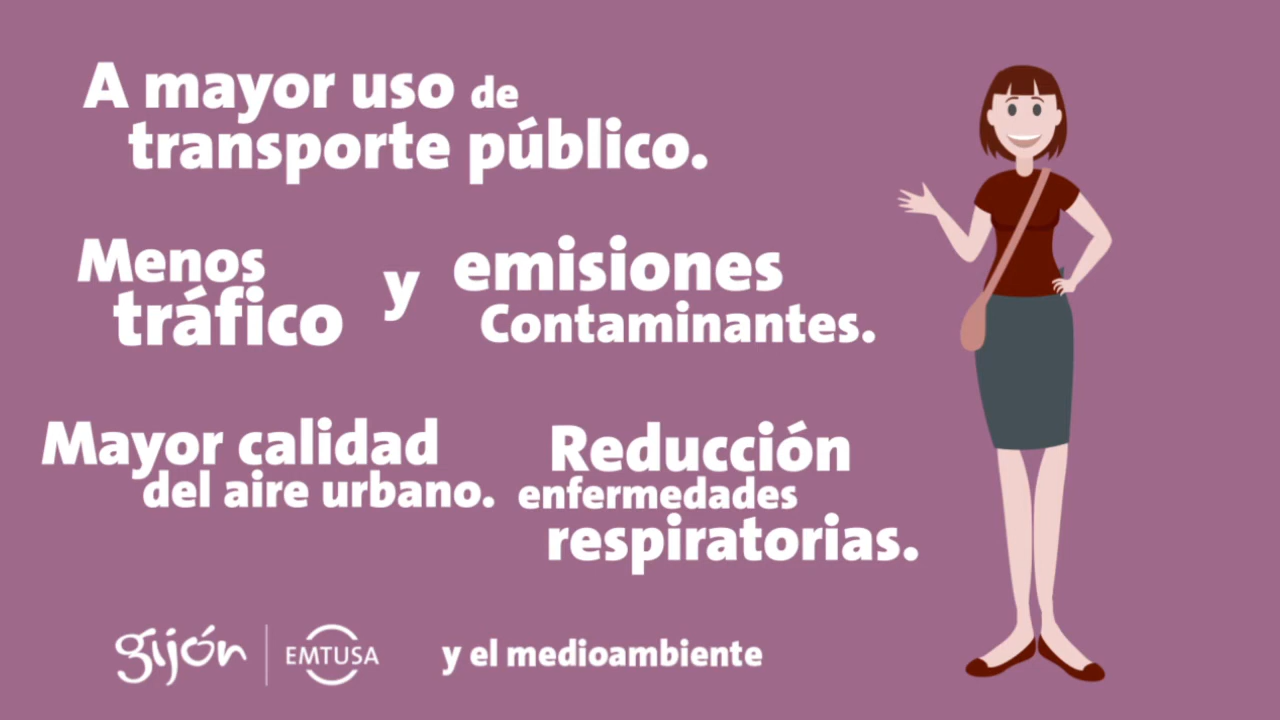 A mayor uso de
transporte público.
Menos
tráfico
y
emisiones
Contaminantes.
Mayor calidad
del aire urbano.
Reducción
enfermedades
respiratorias.
gijón
EMTUSA
y el medioambiente